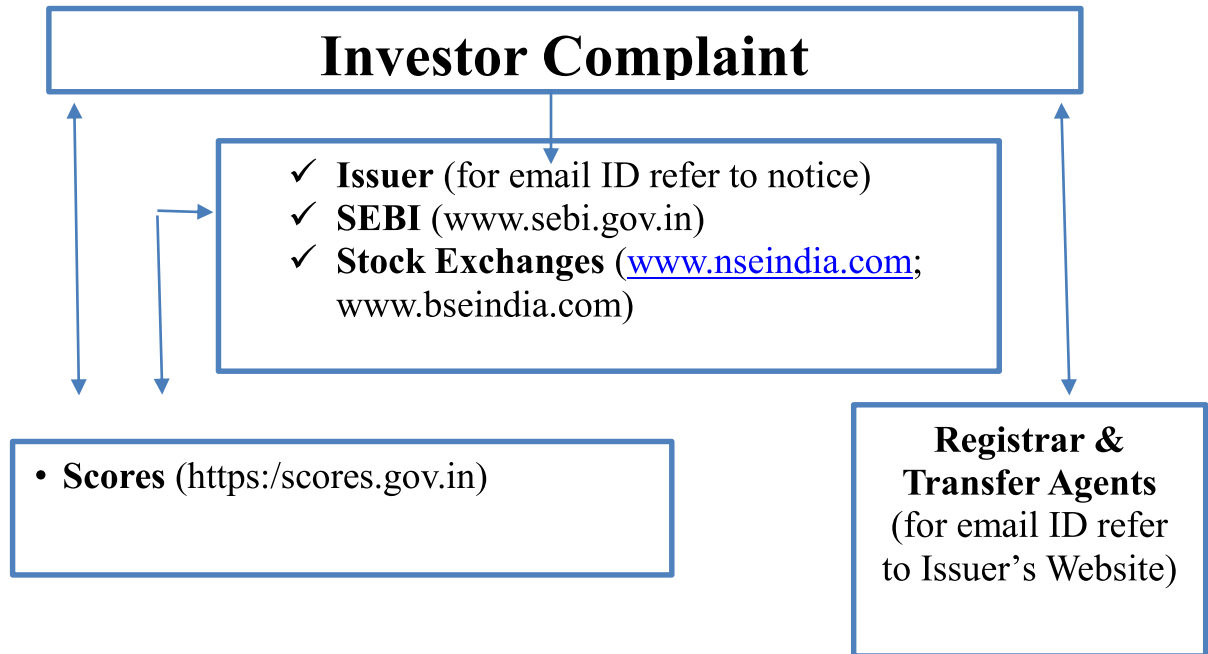 Investor Complaint
✓ Issuer (for email ID refer to notice)
✓ SEBI (www.sebi.gov.in)
✓ Stock Exchanges (www.nseindia.com;
www.bseindia.com)
• Scores (https:/scores.gov.in)
Registrar &
Transfer Agents
(for email ID refer
to Issuer’s Website)